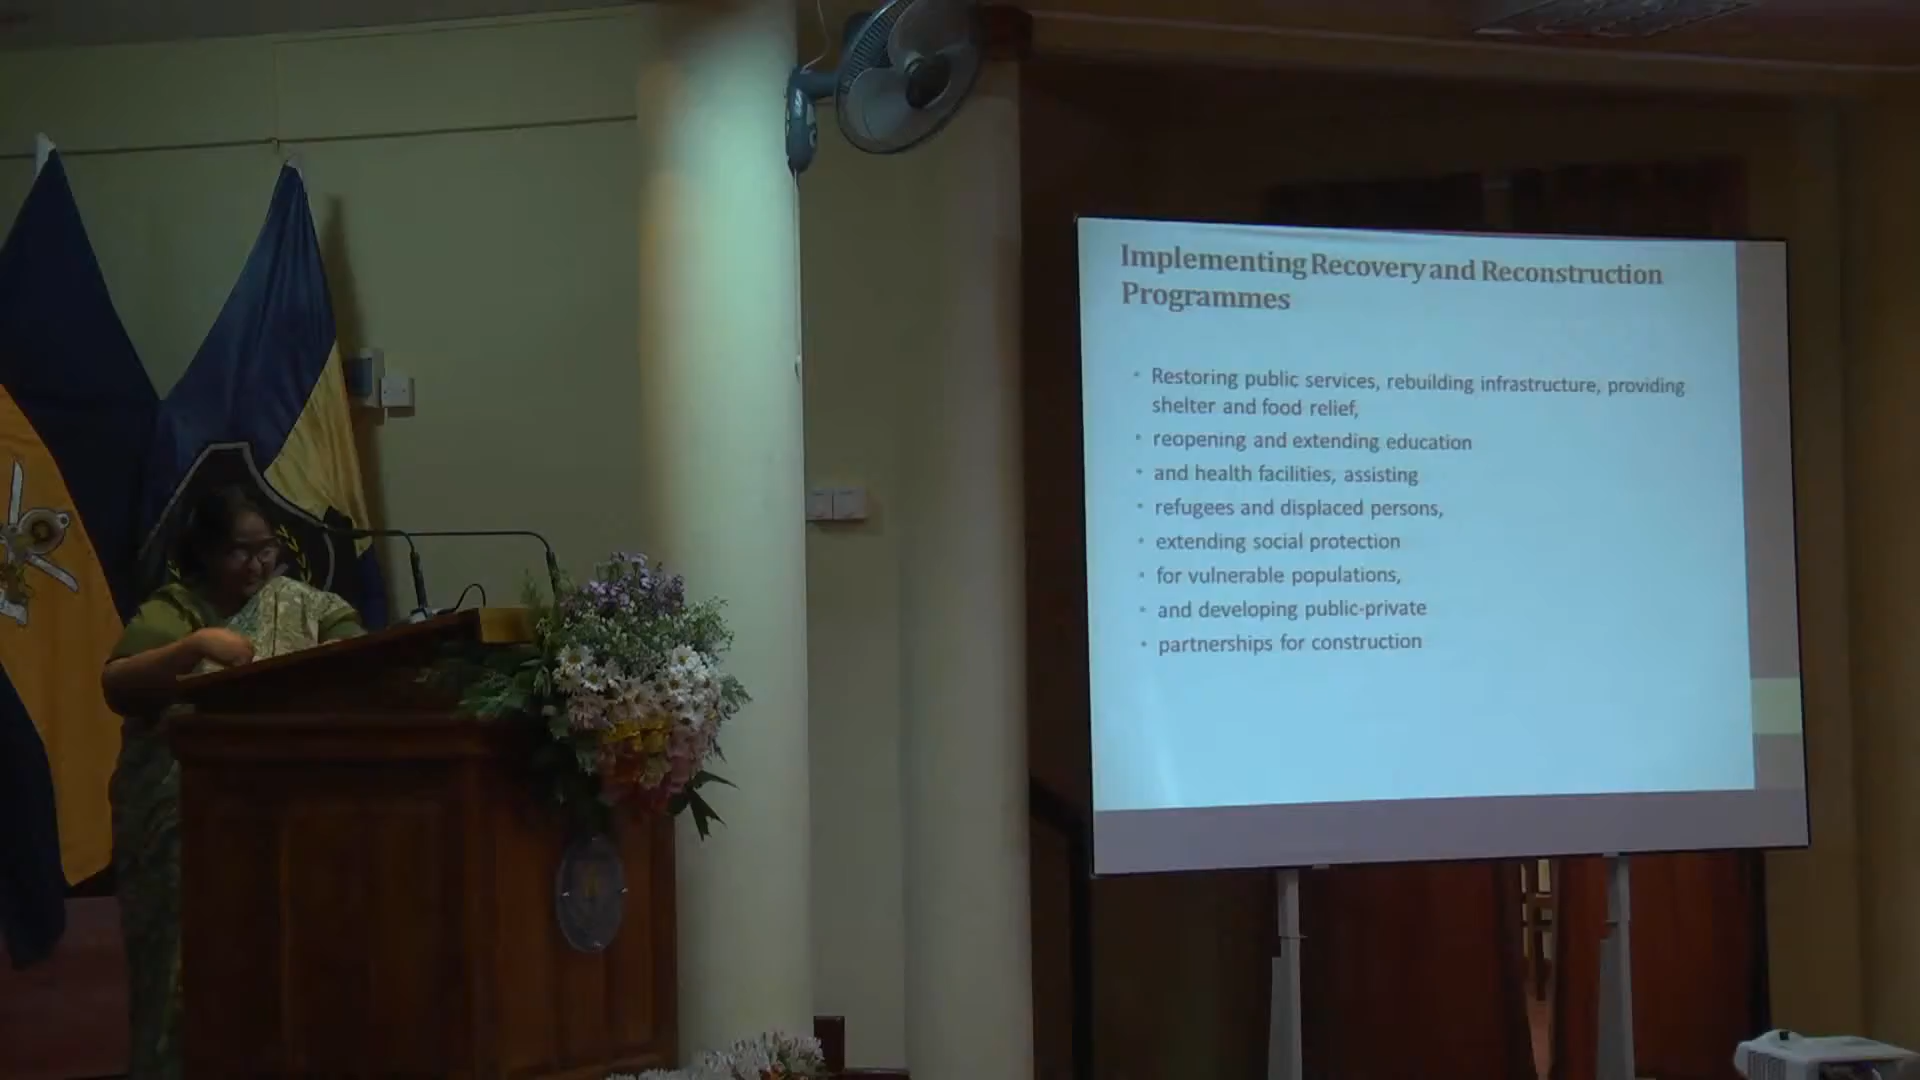 Implementing Recovery and Reconstruction
Programmes
• Restoring public services, rebuilding infrastructure, providing
shelter and food relief,
• reopening and extending education
• and health facilities, assisting
• refugees and displaced persons,
• extending social protection
• for vulnerable populations,
• and developing public-private
• partnerships for construction